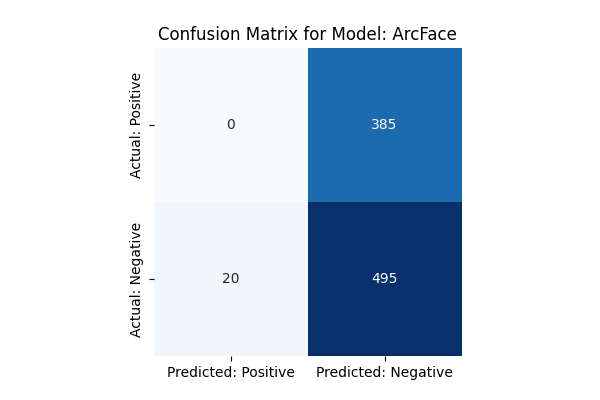 Confusion Matrix for Model: ArcFace
Actual: Positive
0
385
Actual: Negative
20
495
Predicted: Positive
Predicted: Negative